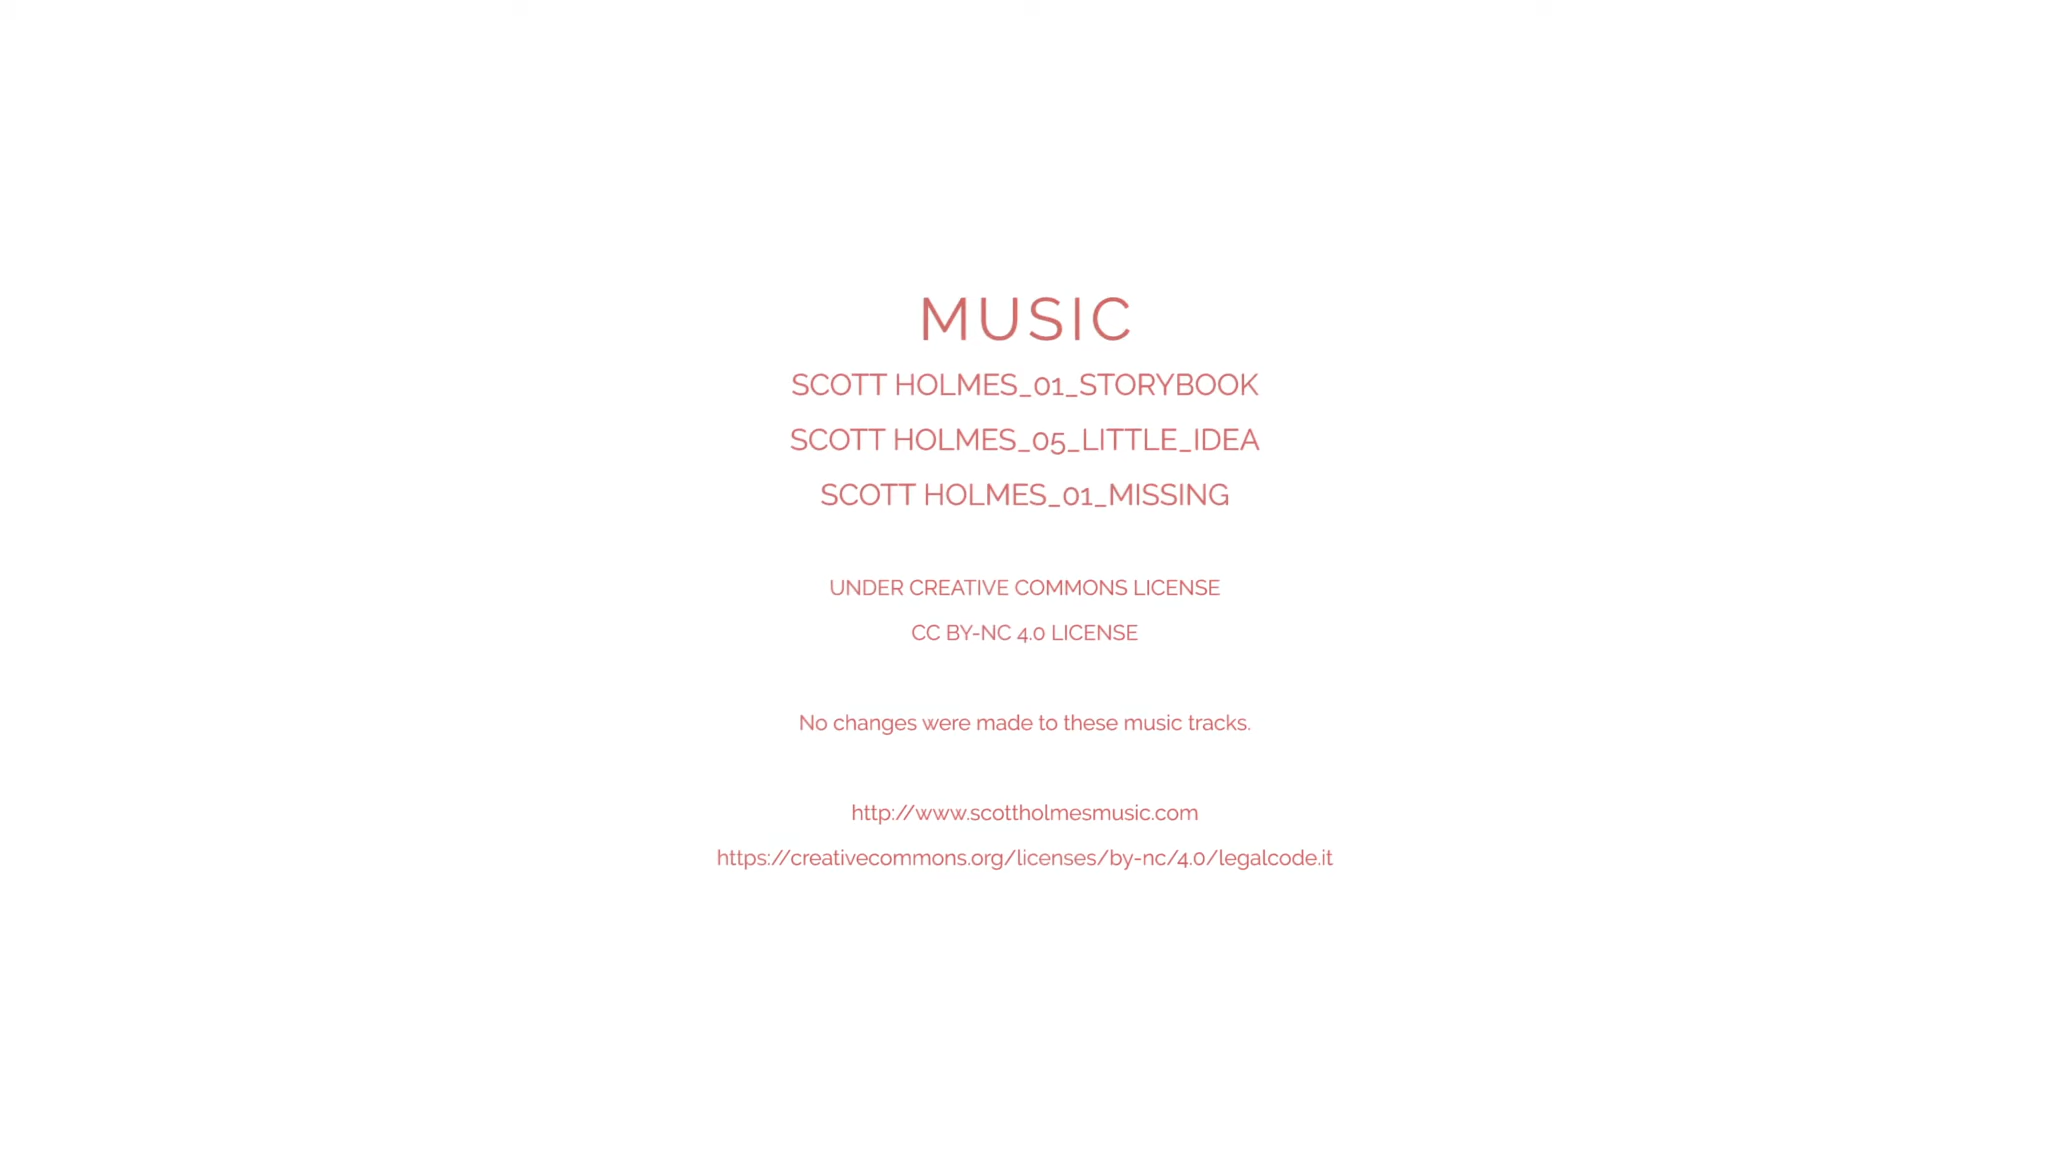 MUSIC
SCOTT HOLMES_01_STORYBOOK
SCOTT HOLMES_05_LITTLE_IDEA
SCOTT HOLMES_01_MISSING
UNDER CREATIVE COMMONS LICENSE
CC BY-NC 4.0 LICENSE
No changes were made to these music tracks.
http://www.scottholmesmusic.com
https://creativecommons.org/licenses/by-nc/4.0/legalcode.it